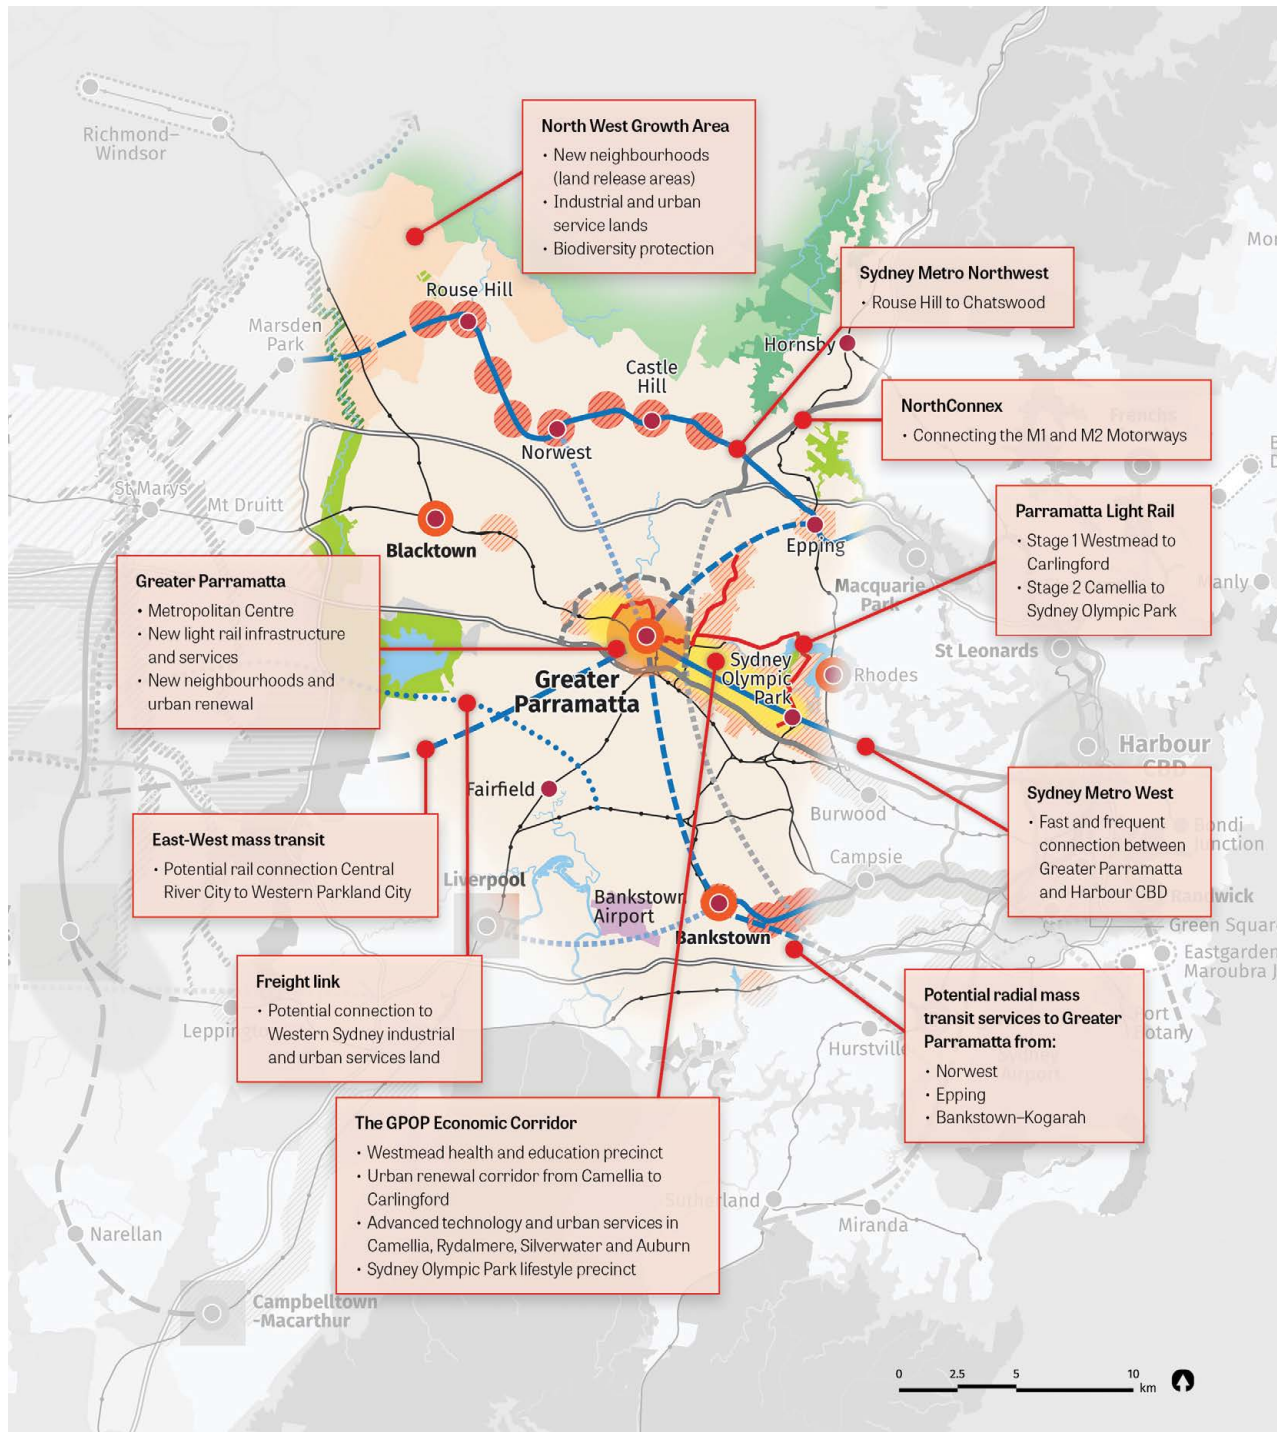 Richmond–
Windsor
North West Growth Area
• New neighbourhoods
(land release areas)
• Industrial and urban
service lands
• Biodiversity protection
Sydney Metro Northwest
• Rouse Hill to Chatswood
Rouse Hill
Marsden
Park
Hornsby
Castle
Hill
NorthConnex
• Connecting the M1 and M2 Motorways
Norwest
St Marys
Mt Druitt
Blacktown
Epping
Parramatta Light Rail
• Stage 1 Westmead to
Carlingford
• Stage 2 Camellia to
Sydney Olympic Park
Macquarie
Park
St Leonards
Greater Parramatta
• Metropolitan Centre
• New light rail infrastructure
and services
• New neighbourhoods and
urban renewal
Greater
Parramatta
Sydney
Olympic
Park
Rhodes
Harbour
CBD
Fairfield
Burwood
Sydney Metro West
• Fast and frequent
connection between
Greater Parramatta
and Harbour CBD
East-West mass transit
• Potential rail connection Central
River City to Western Parkland City
Campsie
Liverpool
Bankstown
Airport
Bankstown
Green Square
Maroubra J
Freight link
• Potential connection to
Western Sydney industrial
and urban services land
Potential radial mass
transit services to Greater
Parramatta from:
• Norwest
• Epping
• Bankstown–Kogarah
The GPOP Economic Corridor
• Westmead health and education precinct
• Urban renewal corridor from Camellia to
Carlingford
• Advanced technology and urban services in
Camellia, Rydalmere, Silverwater and Auburn
• Sydney Olympic Park lifestyle precinct
Sutherland
Miranda
Narellan
Campbelltown
-Macarthur
0 2.5 5 10
km